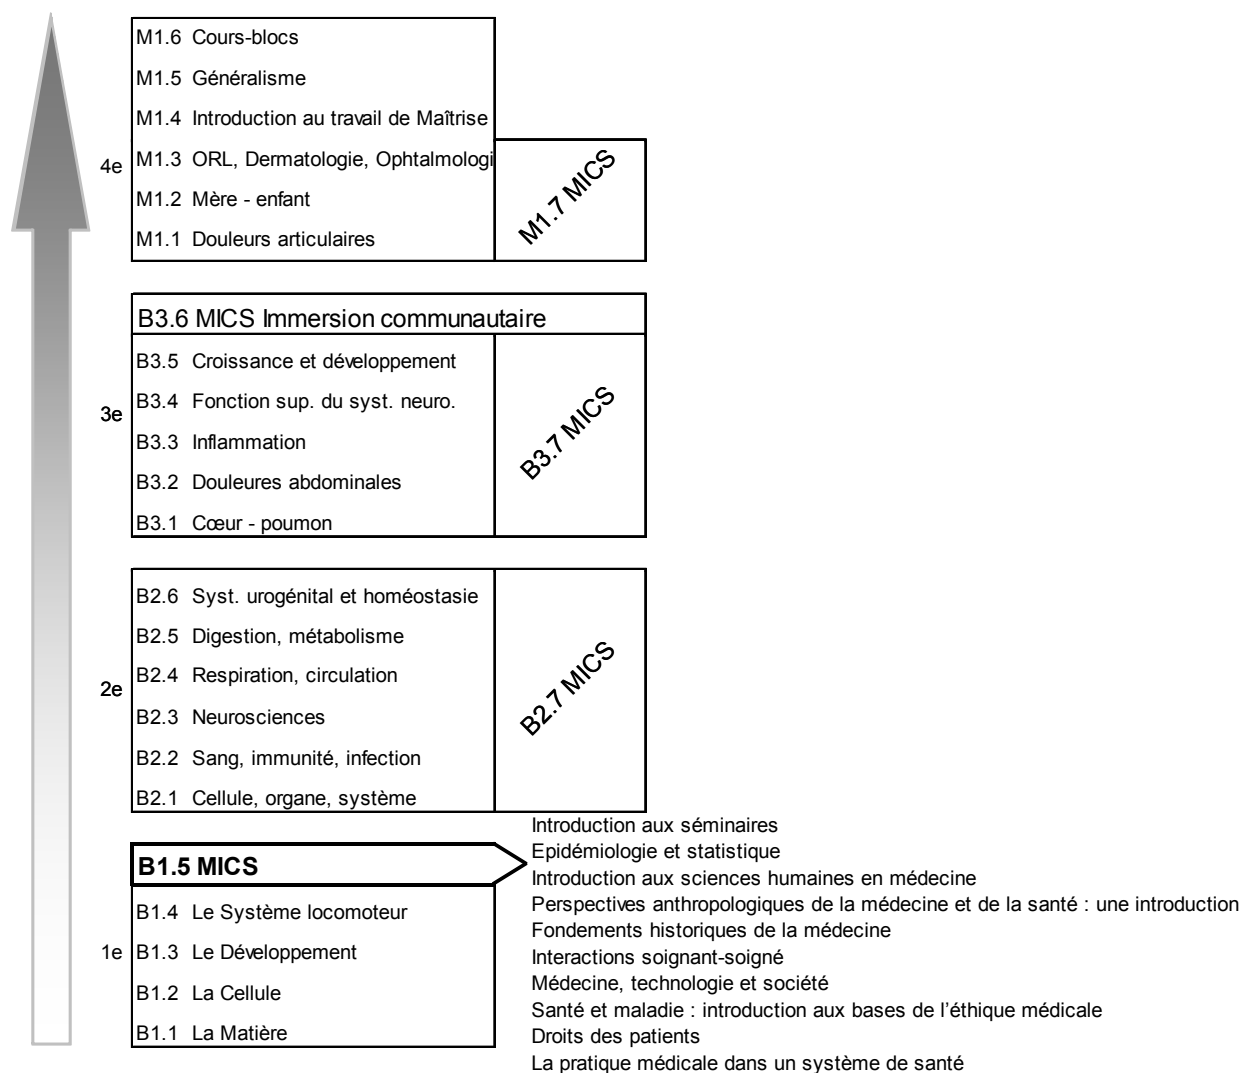 M1.6 Cours-blocs
M1.5 Généralisme
M1.4 Introduction au travail de Maîtrise
4e
M1.3 ORL, Dermatologie, Ophtalmologi
M1.2 Mère - enfant
M1.1 Douleurs articulaires
M1.7 MICS
B3.6 MICS Immersion communautaire
B3.5 Croissance et développement
B3.4 Fonction sup. du syst. neuro.
3e
B3.3 Inflammation
B3.2 Douleures abdominales
B3.1 Cœur - poumon
B3.7 MICS
B2.6 Syst. urogénital et homéostasie
B2.5 Digestion, métabolisme
B2.4 Respiration, circulation
2e
B2.3 Neurosciences
B2.2 Sang, immunité, infection
B2.1 Cellule, organe, système
B2.7 MICS
B1.5 MICS
B1.4 Le Système locomoteur
1e
B1.3 Le Développement
B1.2 La Cellule
B1.1 La Matière
Introduction aux séminaires
Epidémiologie et statistique
Introduction aux sciences humaines en médecine
Perspectives anthropologiques de la médecine et de la santé : une introduction
Fondements historiques de la médecine
Interactions soignant-soigné
Médecine, technologie et société
Santé et maladie : introduction aux bases de l'éthique médicale
Droits des patients
La pratique médicale dans un système de santé